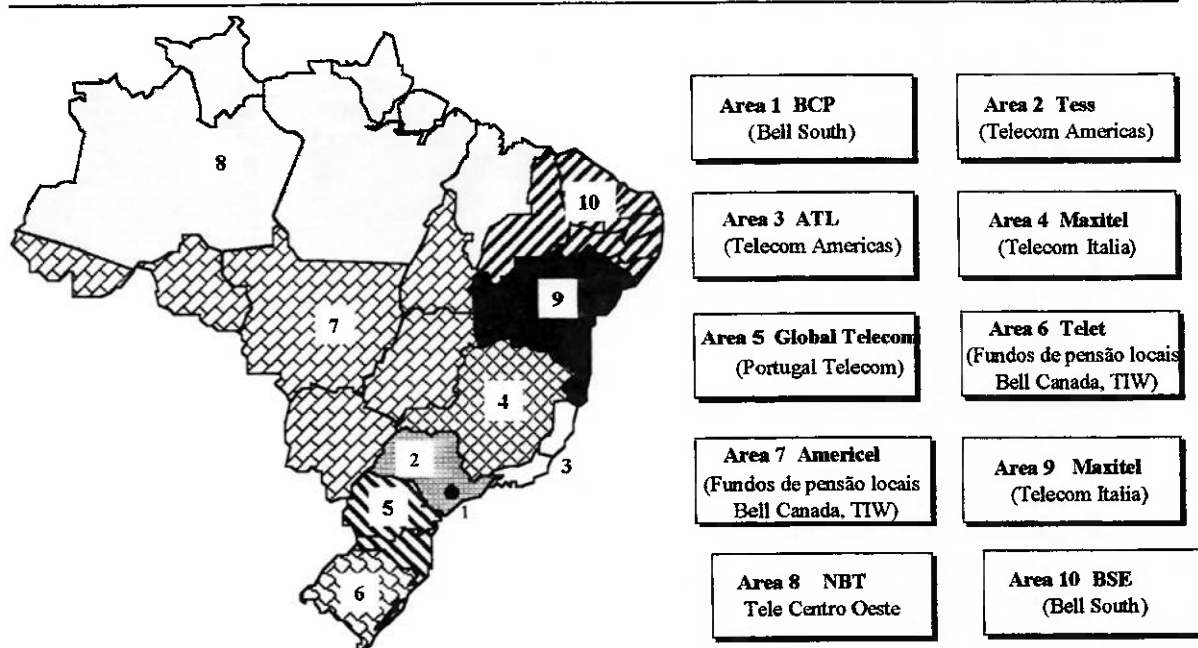 8
10
9
7
4
2
3
5
1
6
Area 1 BCP
(Bell South)
Area 2 Tess
(Telecom Americas)
Area 3 ATL
(Telecom Americas)
Area 4 Maxitel
(Telecom Italia)
Area 5 Global Telecom
(Portugal Telecom)
Area 6 Telet
(Fundos de pensão locais
Bell Canada, TIW)
Area 7 Americel
(Fundos de pensão locais
Bell Canada, TIW)
Area 9 Maxitel
(Telecom Italia)
Area 8 NBT
Tele Centro Oeste
Area 10 BSE
(Bell South)